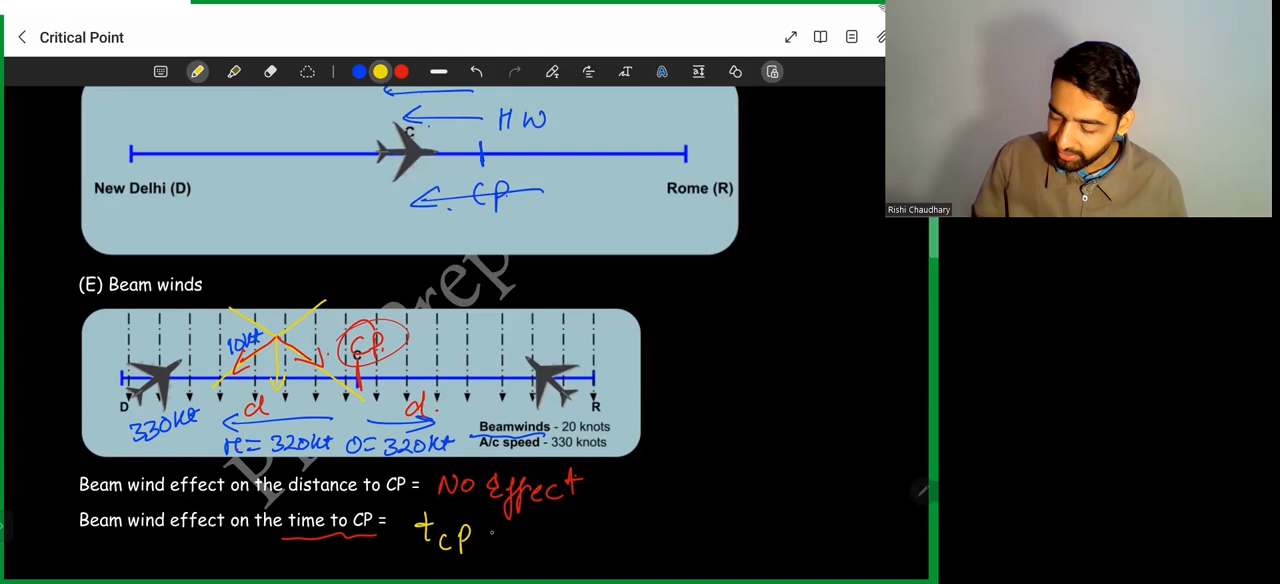 Critical Point
H W
C
CP
New Delhi (D)
Rome (R)
Rishi Chaudhary
(E) Beam winds
Prep
10kt
CP
C
D
R
330kt
d
d
H = 320kt O = 320kt
Beamwinds - 20 knots
A/c speed - 330 knots
Beam wind effect on the distance to CP = NO Effect
Beam wind effect on the time to CP = tCP